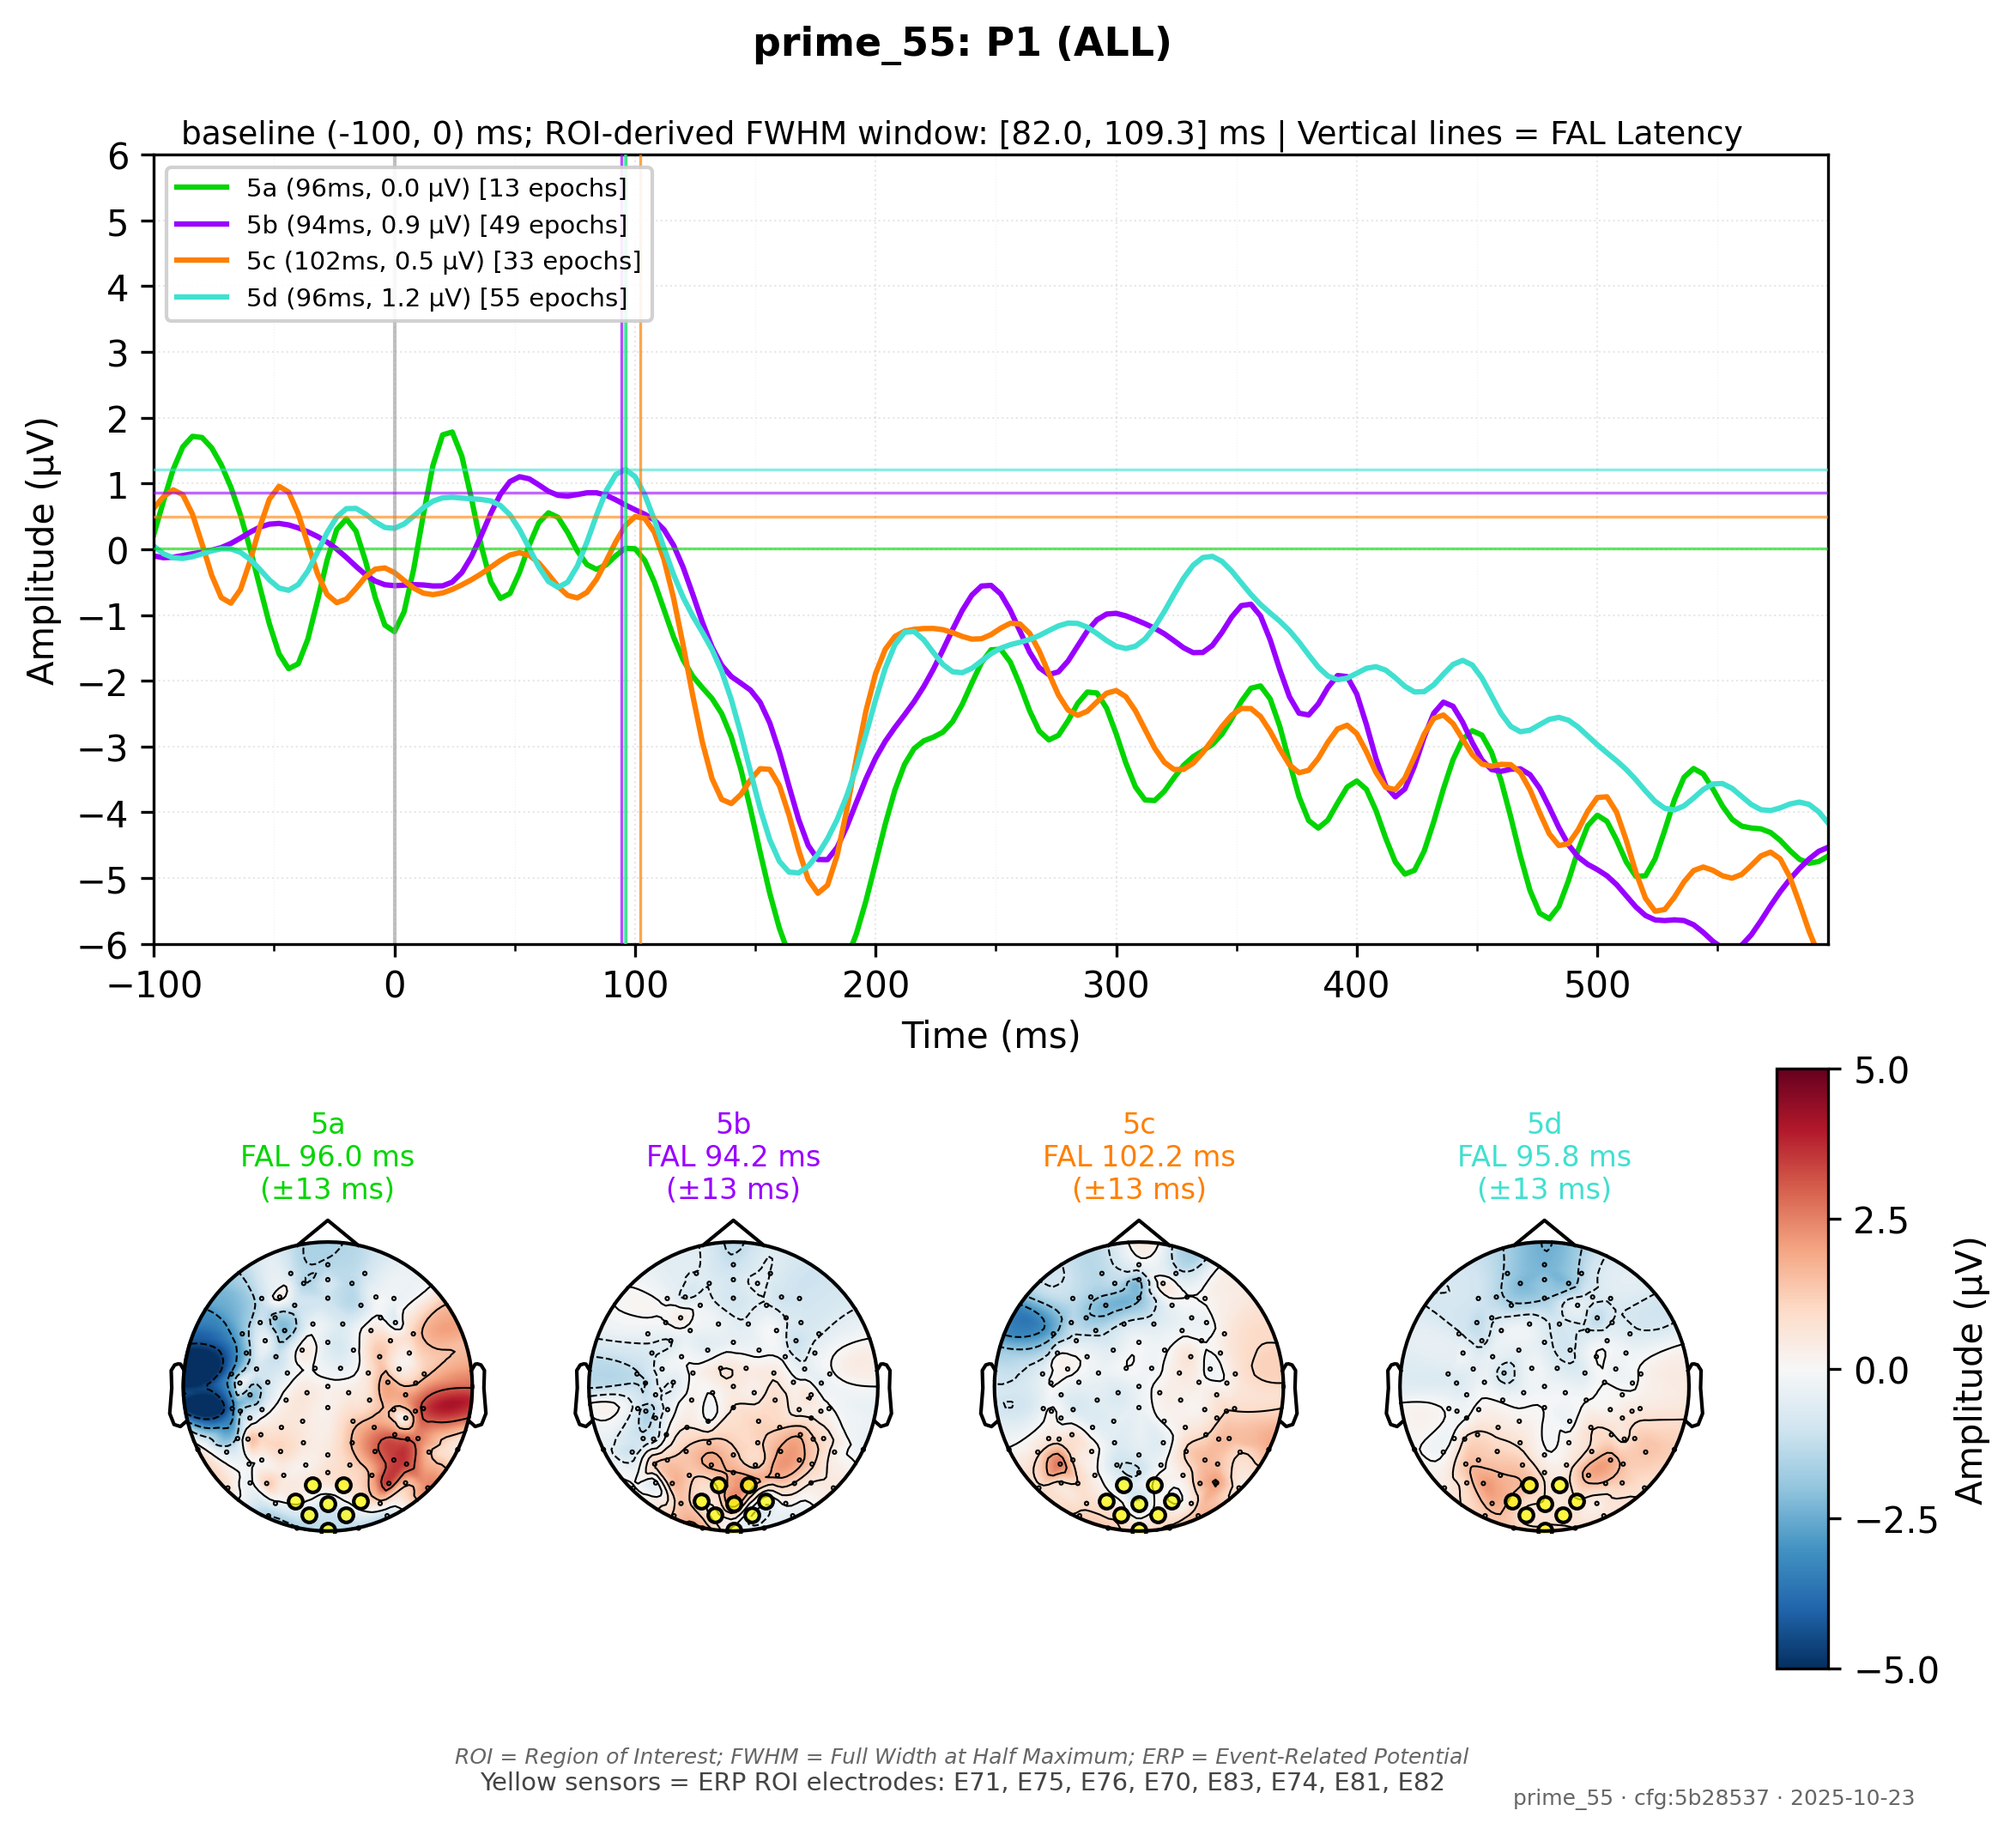 prime_55: P1 (ALL)
baseline (-100, 0) ms; ROI-derived FWHM window: [82.0, 109.3] ms | Vertical lines = FAL Latency
6
5
4
3
2
1
0
−1
−2
−3
−4
−5
−6
Amplitude (µV)
5a (96ms, 0.0 µV) [13 epochs]
5b (94ms, 0.9 µV) [49 epochs]
5c (102ms, 0.5 µV) [33 epochs]
5d (96ms, 1.2 µV) [55 epochs]
−100 0 100 200 300 400 500
Time (ms)
5a
FAL 96.0 ms
(±13 ms)
5b
FAL 94.2 ms
(±13 ms)
5c
FAL 102.2 ms
(±13 ms)
5d
FAL 95.8 ms
(±13 ms)
5.0
2.5
0.0
−2.5
−5.0
Amplitude (µV)
ROI = Region of Interest; FWHM = Full Width at Half Maximum; ERP = Event-Related Potential
Yellow sensors = ERP ROI electrodes: E71, E75, E76, E70, E83, E74, E81, E82
prime_55 · cfg:5b28537 · 2025-10-23